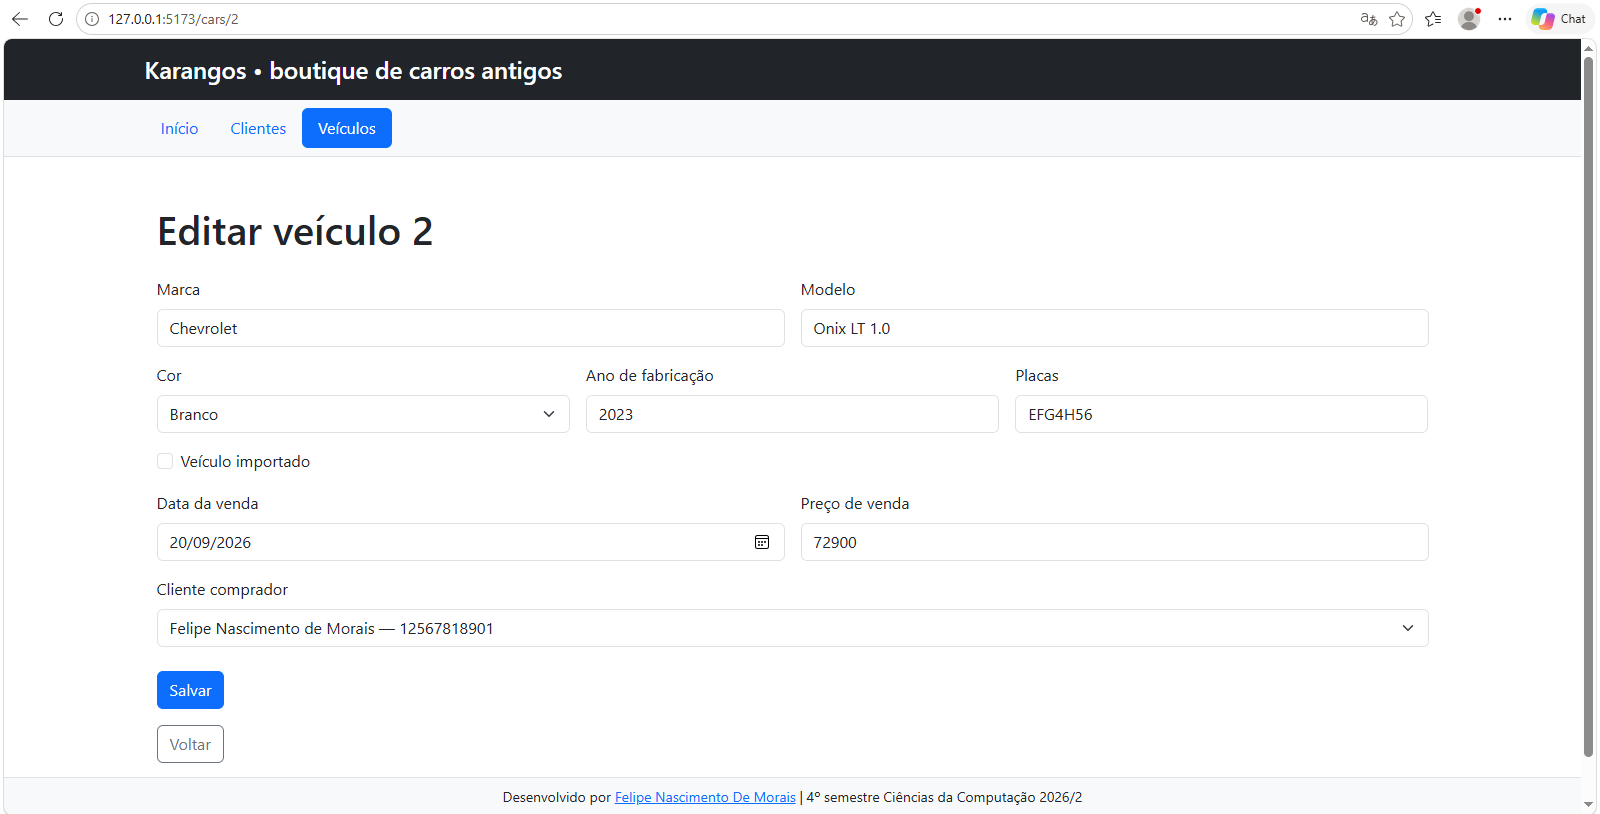 127.0.0.1:5173/cars/2
Chat
Karangos • boutique de carros antigos
Início Clientes Veículos
Editar veículo 2
Marca Modelo
Chevrolet Onix LT 1.0
Cor Ano de fabricação Placas
Branco 2023 EFG4H56
Veículo importado
Data da venda Preço de venda
20/09/2026 72900
Cliente comprador
Felipe Nascimento de Morais — 12567818901
Salvar
Voltar
Desenvolvido por Felipe Nascimento De Morais | 4º semestre Ciências da Computação 2026/2